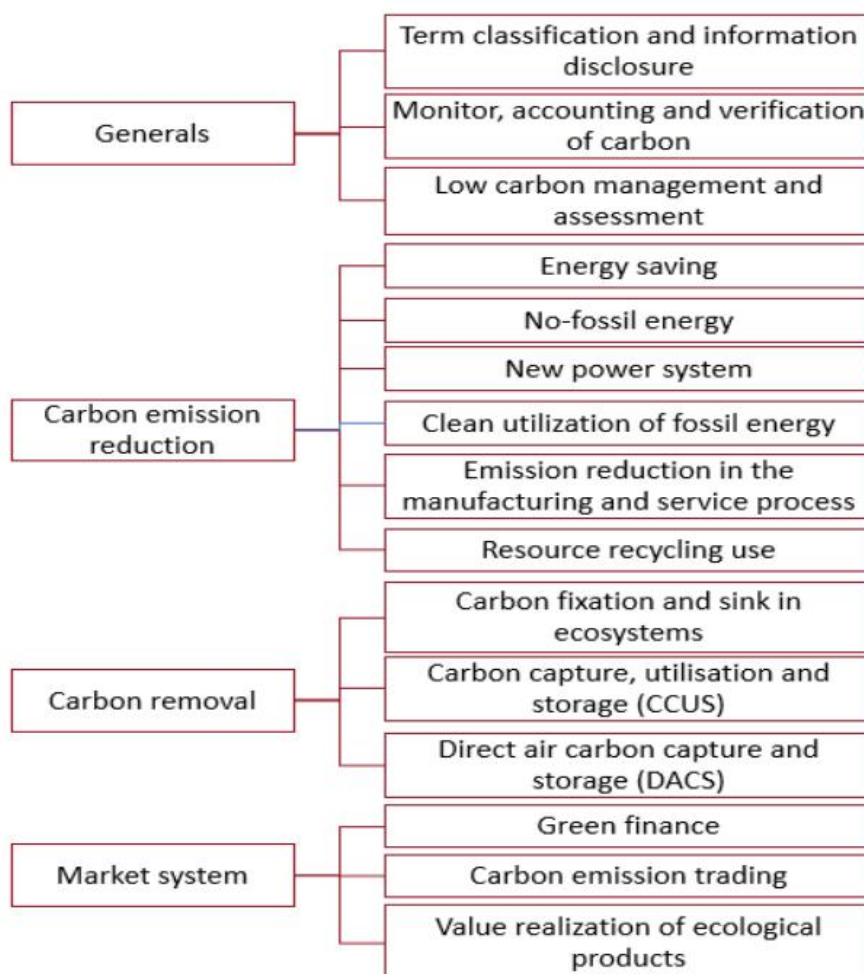 Generals
Term classification and information
disclosure
Monitor, accounting and verification
of carbon
Low carbon management and
assessment
Carbon emission
reduction
Energy saving
No-fossil energy
New power system
Clean utilization of fossil energy
Emission reduction in the
manufacturing and service process
Resource recycling use
Carbon removal
Carbon fixation and sink in
ecosystems
Carbon capture, utilisation and
storage (CCUS)
Direct air carbon capture and
storage (DACS)
Market system
Green finance
Carbon emission trading
Value realization of ecological
products